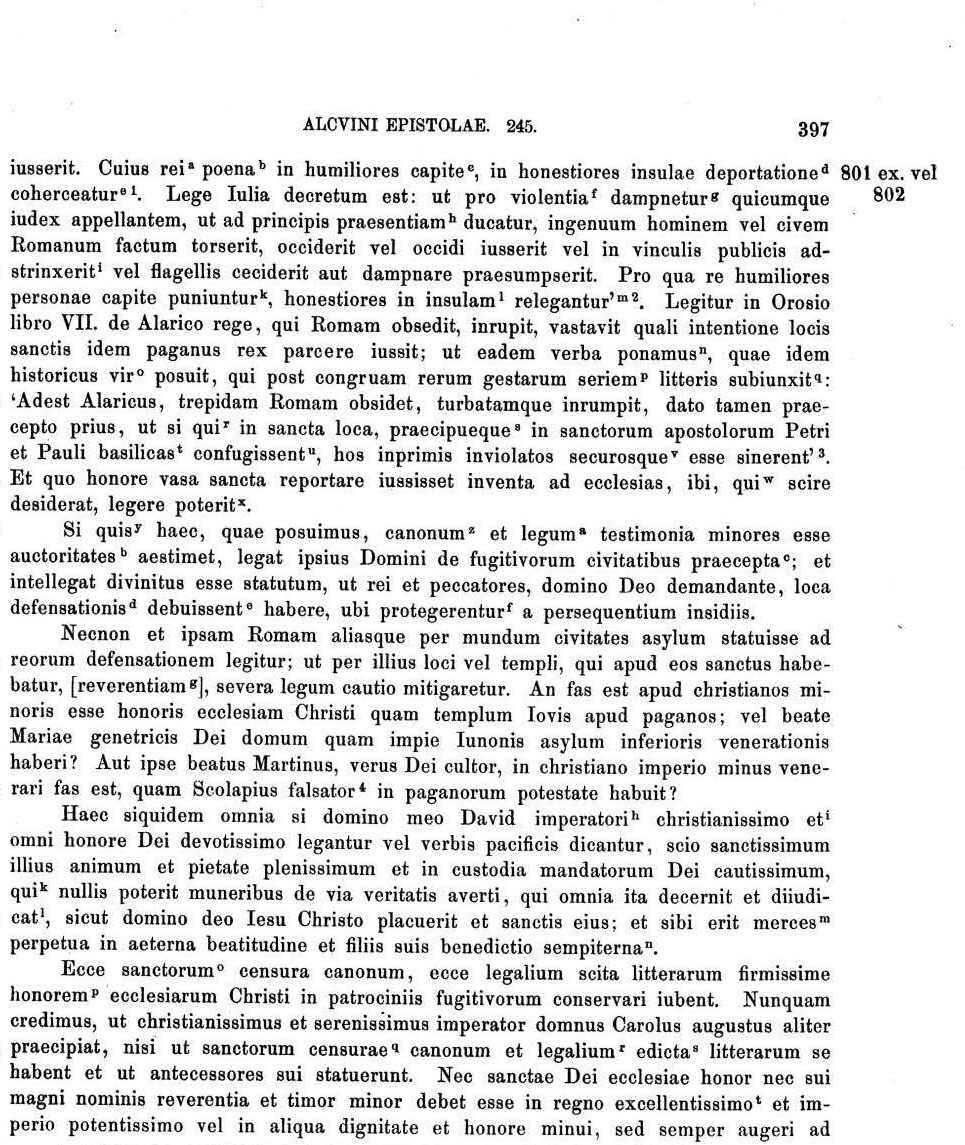 ALCVINI EPISTOLAE. 245. 397
iusserit. Cuius rei ᵃ poena ᵇ in humiliores capite ᶜ, in honestiores insulae deportatione ᵈ 801 ex. vel
coherceatur ᵉ ¹. Lege Iulia decretum est: ut pro violentia ᶠ dampnetur ᵍ quicumque 802
iudex appellantem, ut ad principis praesentiam ʰ ducatur, ingenuum hominem vel civem
Romanum factum torserit, occiderit vel occidi iusserit vel in vinculis publicis ad-
strinxerit ⁱ vel flagellis ceciderit aut dampnare praesumpserit. Pro qua re humiliores
personae capite puniuntur ᵏ, honestiores in insulam ˡ relegantur’ ᵐ ². Legitur in Orosio
libro VII. de Alarico rege, qui Romam obsedit, inrupit, vastavit quali intentione locis
sanctis idem paganus rex parcere iussit; ut eadem verba ponamus ⁿ, quae idem
historicus vir ᵒ posuit, qui post congruam rerum gestarum seriem ᵖ litteris subiunxit q:
‘Adest Alaricus, trepidam Romam obsidet, turbatamque inrumpit, dato tamen prae-
cepto prius, ut si qui ʳ in sancta loca, praecipueque ˢ in sanctorum apostolorum Petri
et Pauli basilicas ᵗ confugissent ᵘ, hos inprimis inviolatos securosque ᵛ esse sinerent’ ³.
Et quo honore vasa sancta reportare iussisset inventa ad ecclesias, ibi, qui ʷ scire
desiderat, legere poterit ˣ.
Si quis ʸ haec, quae posuimus, canonum ᶻ et legum ᵃ testimonia minores esse
auctoritates ᵇ aestimet, legat ipsius Domini de fugitivorum civitatibus praecepta ᶜ; et
intellegat divinitus esse statutum, ut rei et peccatores, domino Deo demandante, loca
defensationis ᵈ debuissent ᵉ habere, ubi protegerentur ᶠ a persequentium insidiis.
Necnon et ipsam Romam aliasque per mundum civitates asylum statuisse ad
reorum defensationem legitur; ut per illius loci vel templi, qui apud eos sanctus habe-
batur, [reverentiam ᵍ], severa legum cautio mitigaretur. An fas est apud christianos mi-
noris esse honoris ecclesiam Christi quam templum Iovis apud paganos; vel beate
Mariae genetricis Dei domum quam impie Iunonis asylum inferioris venerationis
haberi? Aut ipse beatus Martinus, verus Dei cultor, in christiano imperio minus vene-
rari fas est, quam Scolapius falsator ⁴ in paganorum potestate habuit?
Haec siquidem omnia si domino meo David imperatori ʰ christianissimo et ⁱ
omni honore Dei devotissimo legantur vel verbis pacificis dicantur, scio sanctissimum
illius animum et pietate plenissimum et in custodia mandatorum Dei cautissimum,
qui ᵏ nullis poterit muneribus de via veritatis averti, qui omnia ita decernit et diiudi-
cat ˡ, sicut domino deo Iesu Christo placuerit et sanctis eius; et sibi erit merces ᵐ
perpetua in aeterna beatitudine et filiis suis benedictio sempiterna ⁿ.
Ecce sanctorum ᵒ censura canonum, ecce legalium scita litterarum firmissime
honorem ᵖ ecclesiarum Christi in patrociniis fugitivorum conservari iubent. Nunquam
credimus, ut christianissimus et serenissimus imperator domnus Carolus augustus aliter
praecipiat, nisi ut sanctorum censurae q canonum et legalium ʳ edicta ˢ litterarum se
habent et ut antecessores sui statuerunt. Nec sanctae Dei ecclesiae honor nec sui
magni nominis reverentia et timor minor debet esse in regno excellentissimo ᵗ et im-
perio potentissimo vel in aliqua dignitate et honore minui, sed semper augeri ad